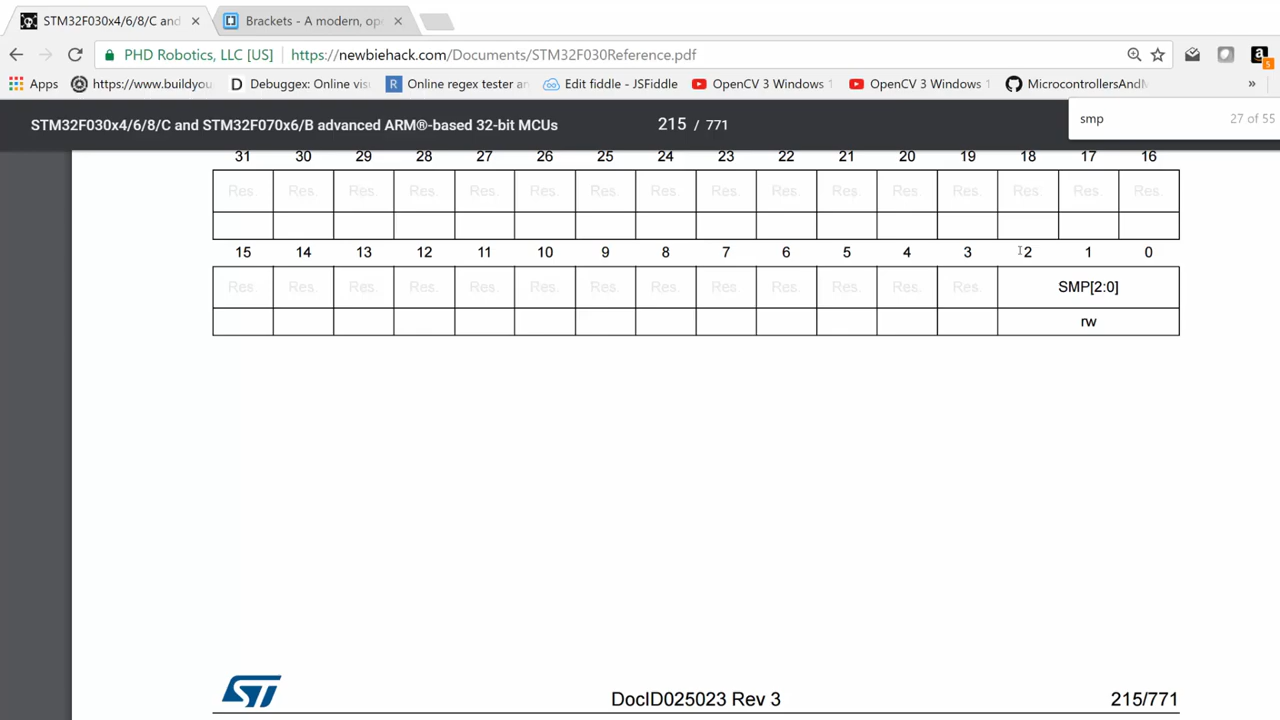 STM32F030x4/6/8/C and
Brackets - A modern, ope
PHD Robotics, LLC [US]
https://newbiehack.com/Documents/STM32F030Reference.pdf
Apps
https://www.buildyou
D Debuggex: Online visu
R Online regex tester an
Edit fiddle - JSFiddle
OpenCV 3 Windows 1
OpenCV 3 Windows 1
MicrocontrollersAndM
»
5
STM32F030x4/6/8/C and STM32F070x6/B advanced ARM®-based 32-bit MCUs
215 / 771
smp
27 of 55
31 30 29 28 27 26 25 24 23 22 21 20 19 18 17 16
Res. Res. Res. Res. Res. Res. Res. Res. Res. Res. Res. Res. Res. Res. Res. Res.
15 14 13 12 11 10 9 8 7 6 5 4 3 2 1 0
Res. Res. Res. Res. Res. Res. Res. Res. Res. Res. Res. Res. Res. SMP[2:0]
rw
ST
DocID025023 Rev 3
215/771